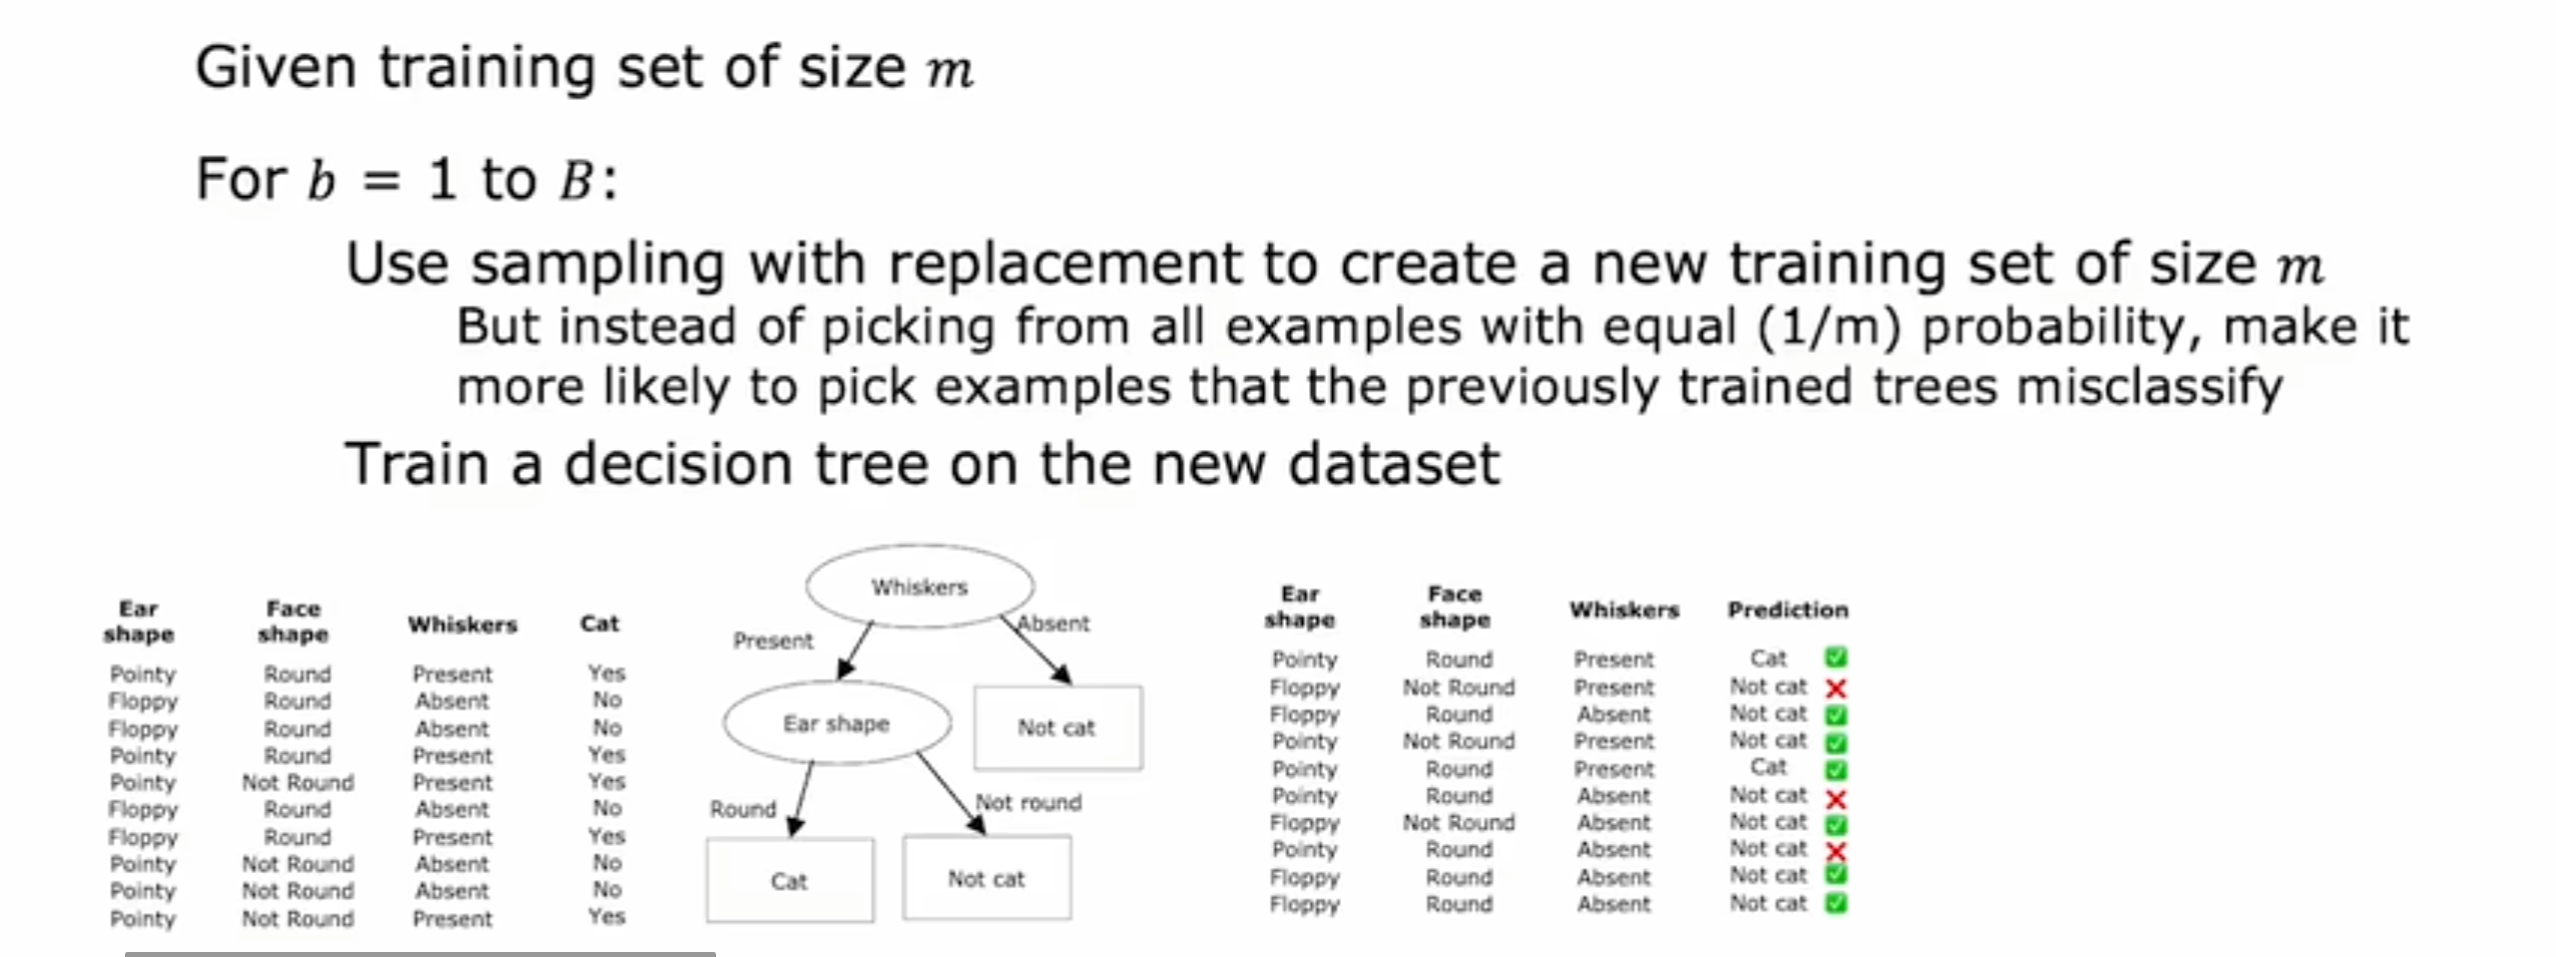 Given training set of size m
For b = 1 to B:
Use sampling with replacement to create a new training set of size m
But instead of picking from all examples with equal (1/m) probability, make it
more likely to pick examples that the previously trained trees misclassify
Train a decision tree on the new dataset
Ear shape Face shape Whiskers Cat
Pointy Round Present Yes
Floppy Round Absent No
Floppy Round Absent No
Pointy Round Present Yes
Pointy Not Round Present Yes
Floppy Round Absent No
Floppy Round Present Yes
Pointy Not Round Absent No
Pointy Not Round Absent No
Pointy Not Round Present Yes
Whiskers
Present
Absent
Ear shape
Not cat
Round
Not round
Cat
Not cat
Ear shape Face shape Whiskers Prediction
Pointy Round Present Cat ✅
Floppy Not Round Present Not cat ❌
Floppy Round Absent Not cat ✅
Pointy Not Round Present Not cat ✅
Pointy Round Present Cat ✅
Pointy Round Absent Not cat ❌
Floppy Not Round Absent Not cat ✅
Pointy Round Absent Not cat ❌
Floppy Round Absent Not cat ✅
Floppy Round Absent Not cat ✅